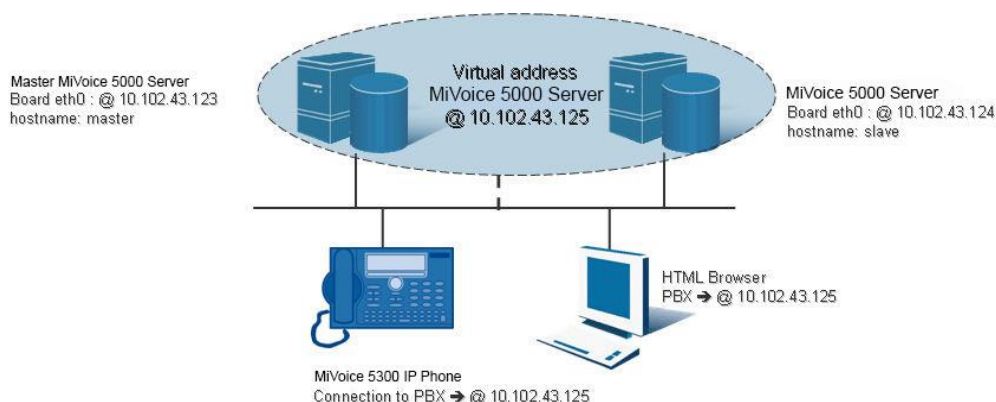 Master MiVoice 5000 Server
Board eth0 : @ 10.102.43.123
hostname: master
Virtual address
MiVoice 5000 Server
@ 10.102.43.125
MiVoice 5000 Server
Board eth0 : @ 10.102.43.124
hostname: slave
HTML Browser
PBX ➔ @ 10.102.43.125
MiVoice 5300 IP Phone
Connection to PBX ➔ @ 10.102.43.125